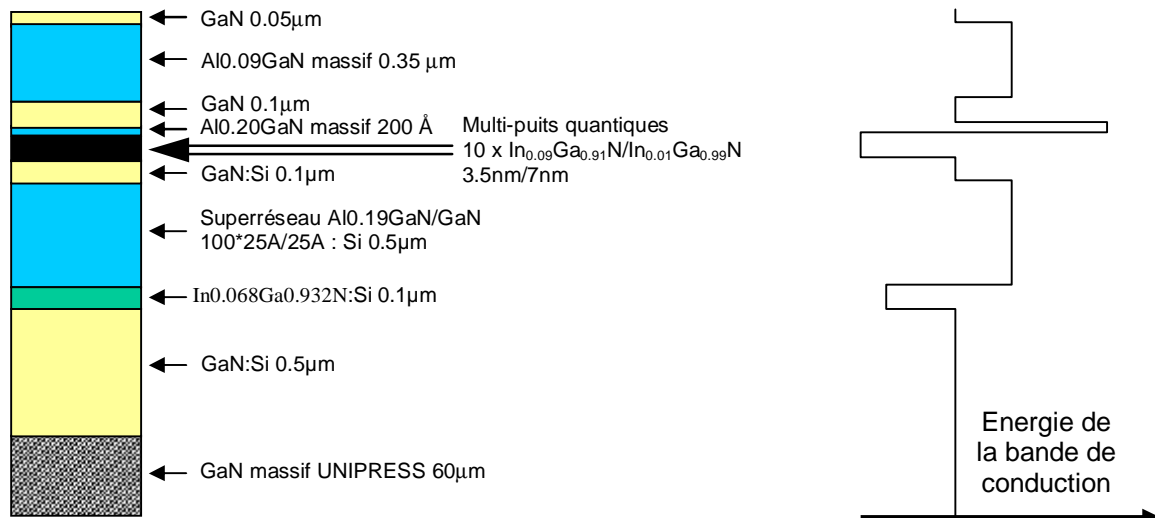 GaN 0.05μm
Al0.09GaN massif 0.35 μm
GaN 0.1μm
Al0.20GaN massif 200 Å
Multi-puits quantiques
10 x In₀.₀₉Ga₀.₉₁N/In₀.₀₁Ga₀.₉₉N
3.5nm/7nm
GaN:Si 0.1μm
Superréseau Al0.19GaN/GaN
100*25A/25A : Si 0.5µm
In0.068Ga0.932N:Si 0.1µm
GaN:Si 0.5µm
GaN massif UNIPRESS 60μm
Energie de
la bande de
conduction